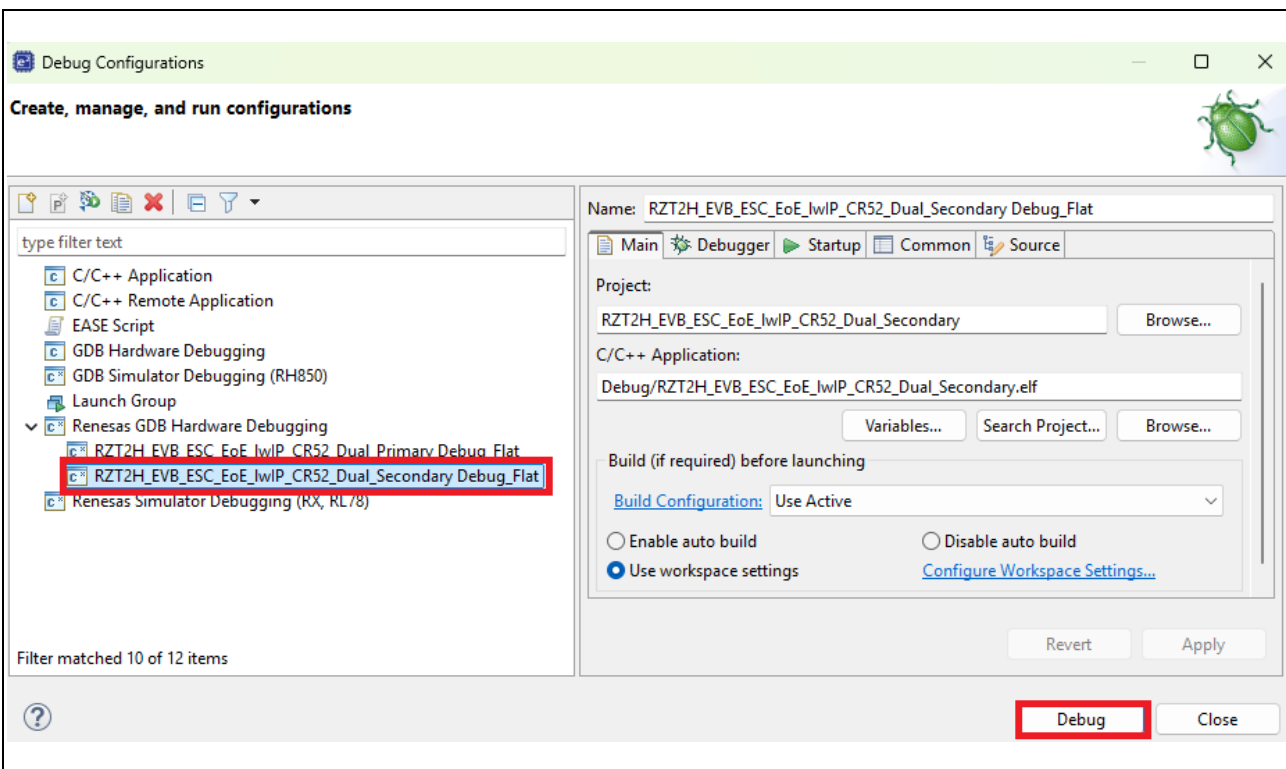 Debug Configurations
Create, manage, and run configurations
type filter text
C/C++ Application
C/C++ Remote Application
EASE Script
GDB Hardware Debugging
GDB Simulator Debugging (RH850)
Launch Group
Renesas GDB Hardware Debugging
RZT2H_EVB_ESC_EoE_lwIP_CR52_Dual_Primary Debug_Flat
RZT2H_EVB_ESC_EoE_lwIP_CR52_Dual_Secondary Debug_Flat
Renesas Simulator Debugging (RX, RL78)
Filter matched 10 of 12 items
Name: RZT2H_EVB_ESC_EoE_lwIP_CR52_Dual_Secondary Debug_Flat
Main Debugger Startup Common Source
Project:
RZT2H_EVB_ESC_EoE_lwIP_CR52_Dual_Secondary Browse...
C/C++ Application:
Debug/RZT2H_EVB_ESC_EoE_lwIP_CR52_Dual_Secondary.elf
Variables... Search Project... Browse...
Build (if required) before launching
Build Configuration: Use Active
Enable auto build Disable auto build
Use workspace settings Configure Workspace Settings...
Revert Apply
? Debug Close